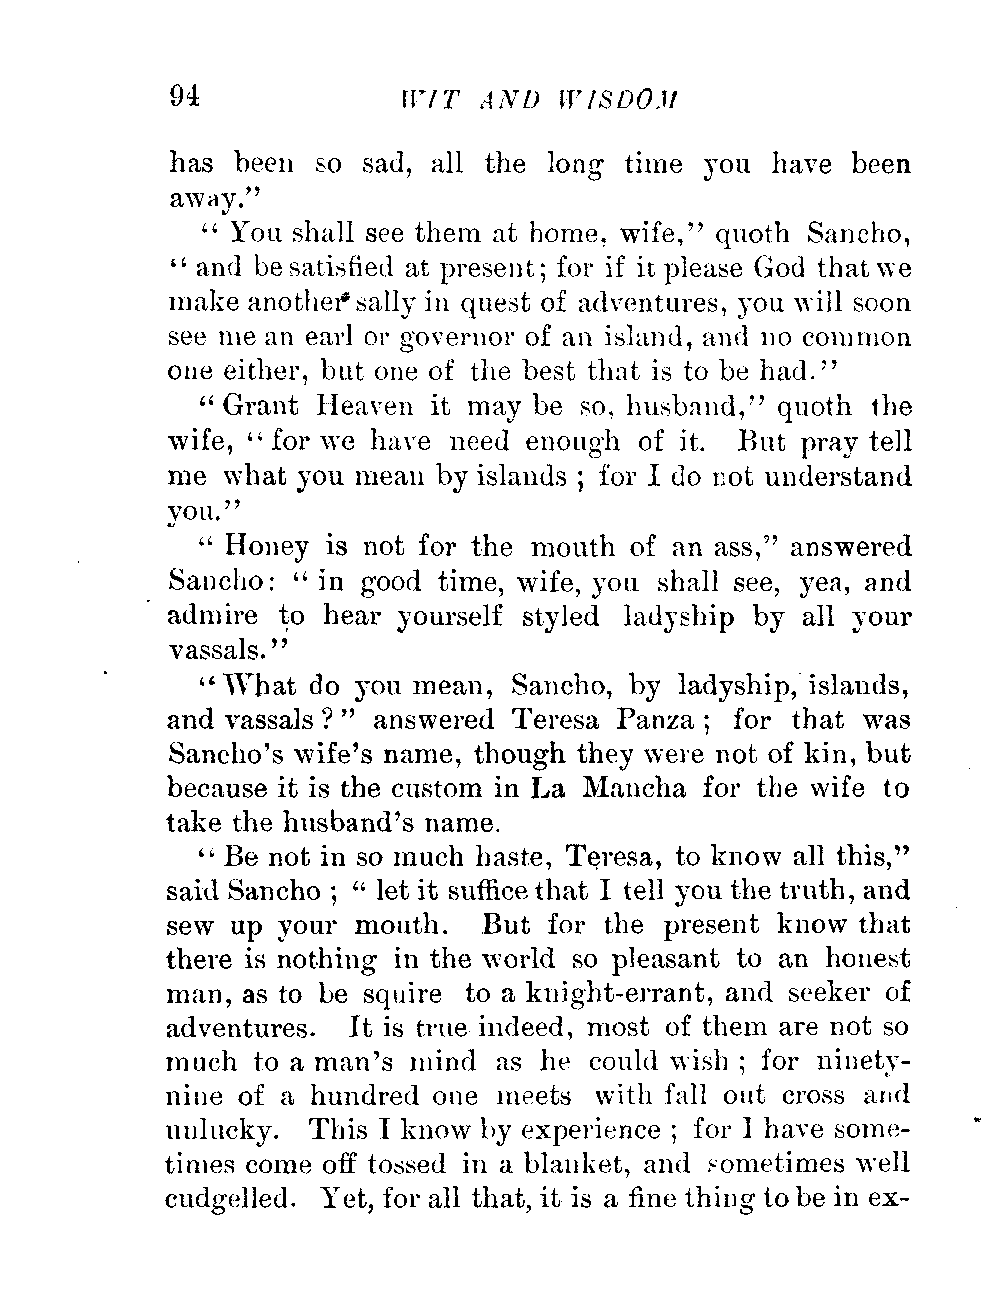 94 WIT AND WISDOM
has been so sad, all the long time you have been
away."
"You shall see them at home, wife," quoth Sancho,
"and be satisfied at present; for if it please God that we
make another sally in quest of adventures, you will soon
see me an earl or governor of an island, and no common
one either, but one of the best that is to be had."
"Grant Heaven it may be so, husband," quoth the
wife, "for we have need enough of it. But pray tell
me what you mean by islands; for I do not understand
you."
"Honey is not for the mouth of an ass," answered
Sancho: "in good time, wife, you shall see, yea, and
admire to hear yourself styled ladyship by all your
vassals."
"What do you mean, Sancho, by ladyship, islands,
and vassals?" answered Teresa Panza; for that was
Sancho's wife's name, though they were not of kin, but
because it is the custom in La Mancha for the wife to
take the husband's name.
"Be not in so much haste, Teresa, to know all this,"
said Sancho; "let it suffice that I tell you the truth, and
sew up your mouth. But for the present know that
there is nothing in the world so pleasant to an honest
man, as to be squire to a knight-errant, and seeker of
adventures. It is true indeed, most of them are not so
much to a man's mind as he could wish; for ninety-
nine of a hundred one meets with fall out cross and
unlucky. This I know by experience; for I have some-
times come off tossed in a blanket, and sometimes well
cudgelled. Yet, for all that, it is a fine thing to be in ex-